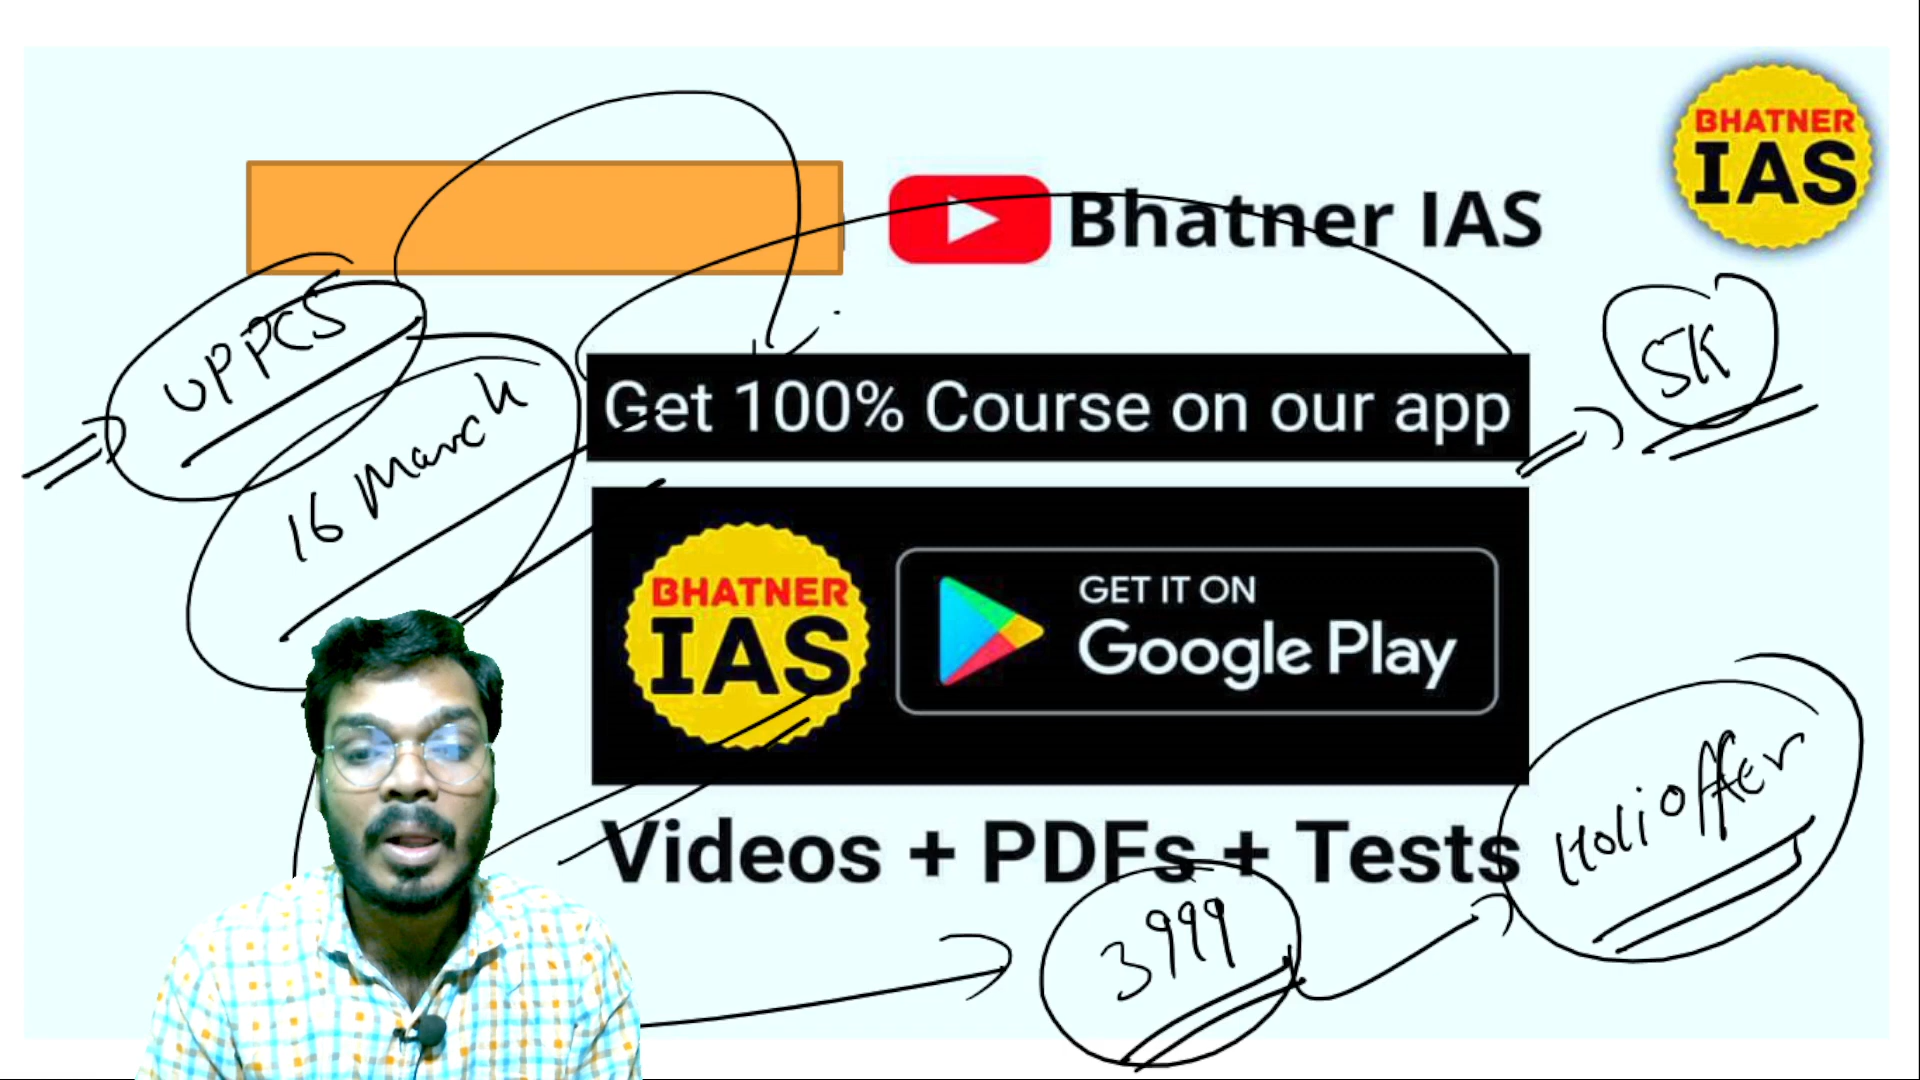 BHATNER
IAS
Bhatner IAS
UPPCS
5K
16 March
Get 100% Course on our app
BHATNER
IAS
GET IT ON
Google Play
Holi offer
Videos + PDFs + Tests
3999